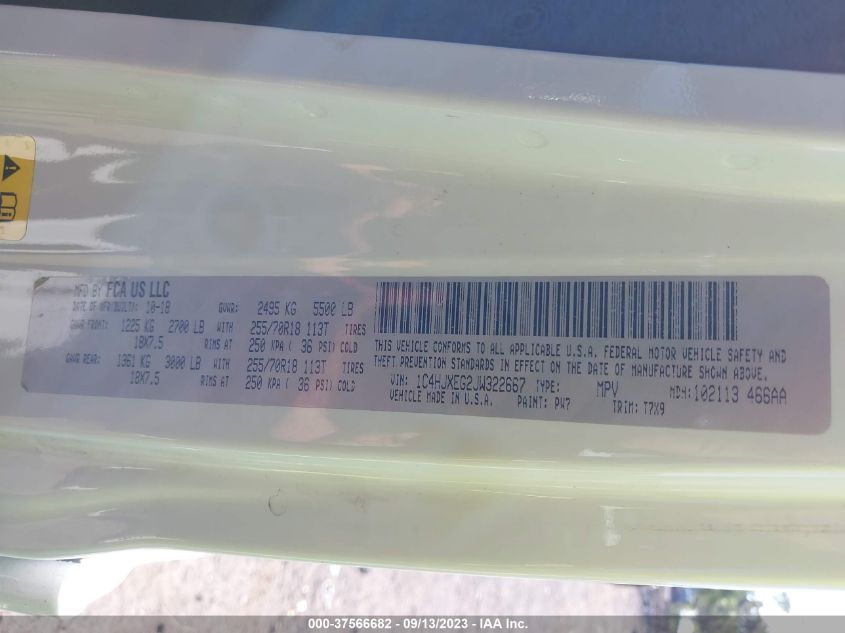 MFD BY FCA US LLC
DATE OF MFR 10-18 GVWR: 2495 KG 5500 LB
GAWR FRONT: 1225 KG 2700 LB WITH 255/70R18 113T TIRES
18X7.5 RIMS AT 250 KPA ( 36 PSI) COLD
GAWR REAR: 1361 KG 3000 LB WITH 255/70R18 113T TIRES
18X7.5 RIMS AT 250 KPA ( 36 PSI) COLD
THIS VEHICLE CONFORMS TO ALL APPLICABLE U.S.A. FEDERAL MOTOR VEHICLE SAFETY AND
THEFT PREVENTION STANDARDS IN EFFECT ON THE DATE OF MANUFACTURE SHOWN ABOVE.
VIN: 1C4HJXEG2JW322667 TYPE: MPV MDH:102113 466AA
VEHICLE MADE IN U.S.A. PAINT: PW7 TRIM: T7X9
000-37566682 - 09/13/2023 - IAA Inc.